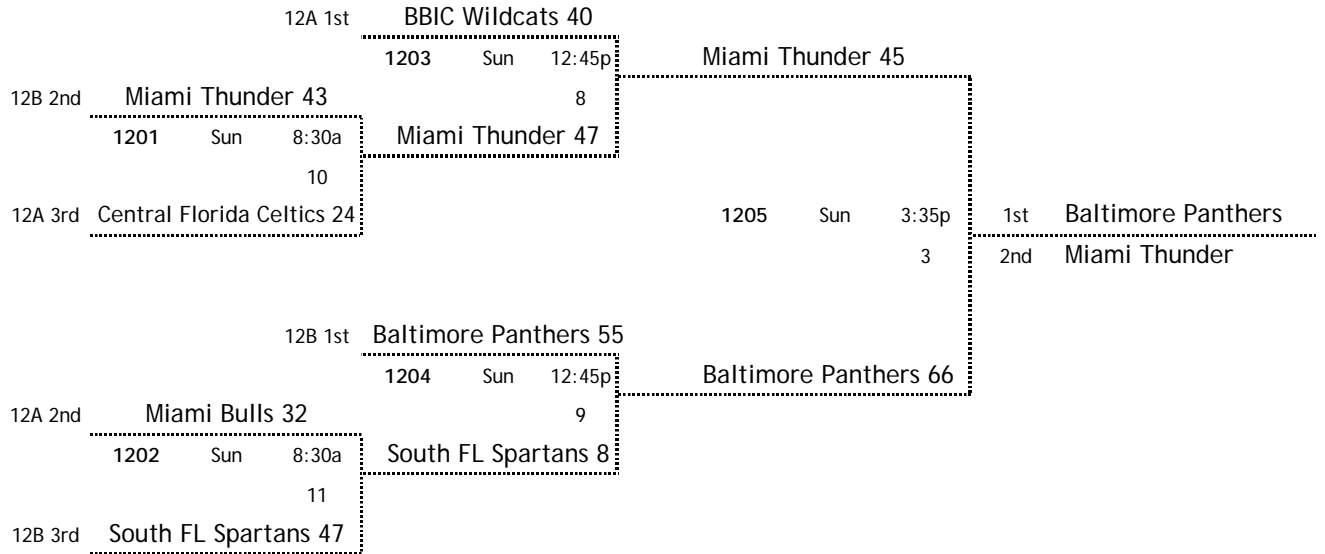 12A 1st BBIC Wildcats 40
1203 Sun 12:45p Miami Thunder 45
12B 2nd Miami Thunder 43 8
1201 Sun 8:30a Miami Thunder 47
10
12A 3rd Central Florida Celtics 24 1205 Sun 3:35p 1st Baltimore Panthers
3 2nd Miami Thunder
12B 1st Baltimore Panthers 55
1204 Sun 12:45p Baltimore Panthers 66
12A 2nd Miami Bulls 32 9
1202 Sun 8:30a South FL Spartans 8
11
12B 3rd South FL Spartans 47